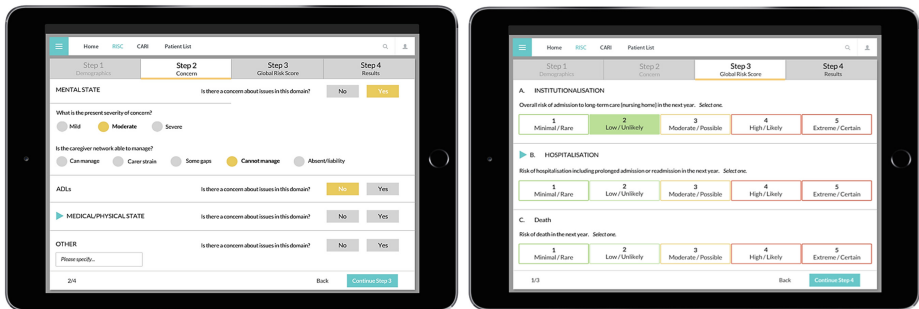 Home RISC CARI Patient List
Step 1 Step 2 Step 3 Step 4
Demographics Concern Global Risk Score Results
MENTAL STATE Is there a concern about issues in this domain? No Yes
What is the present severity of concern?
Mild Moderate Severe
Is the caregiver network able to manage?
Can manage Carer strain Some gaps Cannot manage Absent/liability
ADLs Is there a concern about issues in this domain? No Yes
MEDICAL/PHYSICAL STATE Is there a concern about issues in this domain? No Yes
OTHER Is there a concern about issues in this domain? No Yes
Please specify...
2/4 Back Continue Step 3
Home RISC CARI Patient List
Step 1 Step 2 Step 3 Step 4
Demographics Concern Global Risk Score Results
A. INSTITUTIONALISATION
Overall risk of admission to long-term care (nursing home) in the next year. Select one.
1 2 3 4 5
Minimal / Rare Low / Unlikely Moderate / Possible High / Likely Extreme / Certain
B. HOSPITALISATION
Risk of hospitalisation including prolonged admission or readmission in the next year. Select one.
1 2 3 4 5
Minimal / Rare Low / Unlikely Moderate / Possible High / Likely Extreme / Certain
C. Death
Risk of death in the next year. Select one.
1 2 3 4 5
Minimal / Rare Low / Unlikely Moderate / Possible High / Likely Extreme / Certain
1/3 Back Continue Step 4